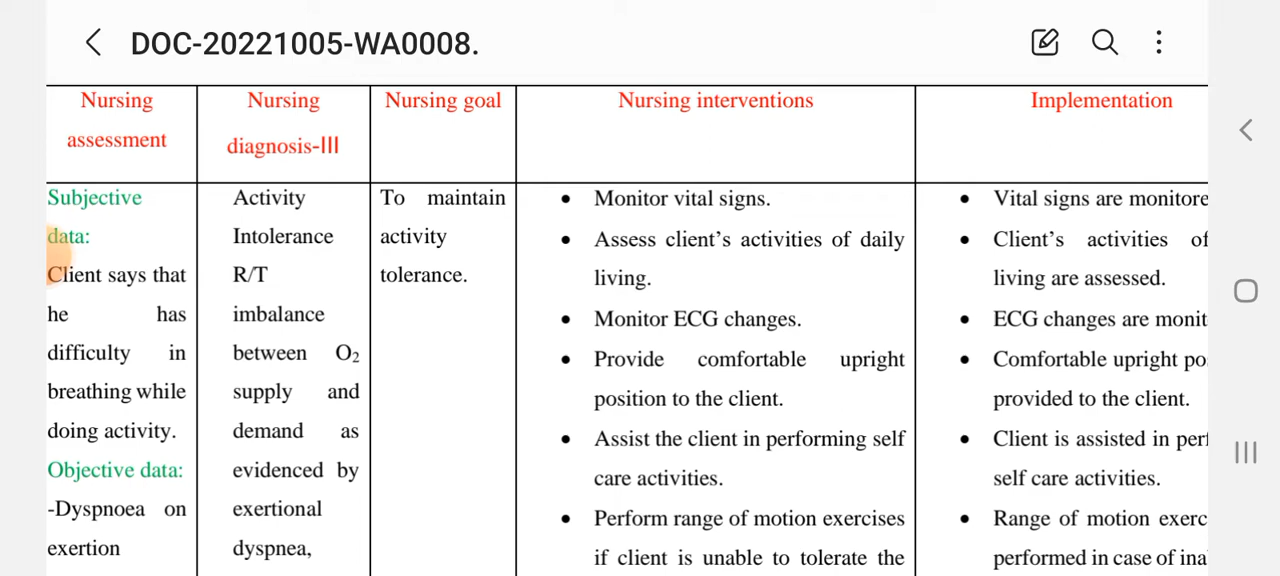 DOC-20221005-WA0008.
Nursing
assessment
Nursing
diagnosis-III
Nursing goal
Nursing interventions
Implementation
Subjective
data:
Client says that
he has
difficulty in
breathing while
doing activity.
Objective data:
-Dyspnoea on
exertion
Activity
Intolerance
R/T
imbalance
between O₂
supply and
demand as
evidenced by
exertional
dyspnea,
To maintain
activity
tolerance.
• Monitor vital signs.
• Assess client's activities of daily
living.
• Monitor ECG changes.
• Provide comfortable upright
position to the client.
• Assist the client in performing self
care activities.
• Perform range of motion exercises
if client is unable to tolerate the
• Vital signs are monitore
• Client's activities of
living are assessed.
• ECG changes are monit
• Comfortable upright po
provided to the client.
• Client is assisted in per
self care activities.
• Range of motion exerc
performed in case of ina